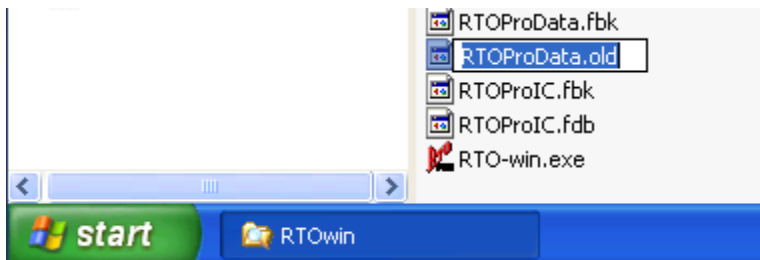 RTOProData.fbk
RTOProData.old
RTOProIC.fbk
RTOProIC.fdb
RTO-win.exe
start
RTOwin